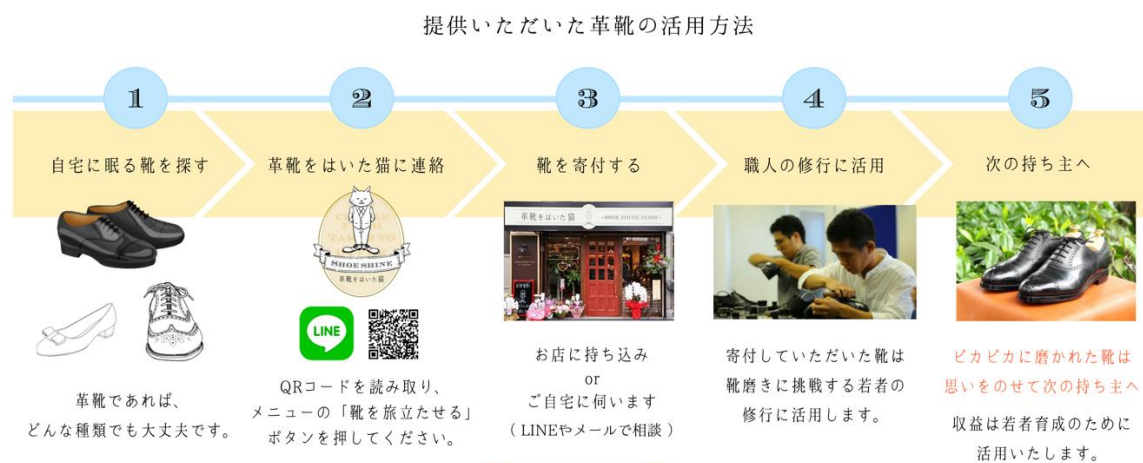 提供いただいた革靴の活用方法
1
自宅に眠る靴を探す
革靴であれば、
どんな種類でも大丈夫です。
2
革靴をはいた猫に連絡
SHOE SHINE
革靴をはいた猫
LINE
QRコードを読み取り、
メニューの「靴を旅立たせる」
ボタンを押してください。
3
靴を寄付する
革靴をはいた猫 -SHOE SHINE HOME-
OPEN
お店に持ち込み
or
ご自宅に伺います
( LINEやメールで相談 )
4
職人の修行に活用
寄付していただいた靴は
靴磨きに挑戦する若者の
修行に活用します。
5
次の持ち主へ
ピカピカに磨かれた靴は
思いをのせて次の持ち主へ
収益は若者育成のために
活用いたします。